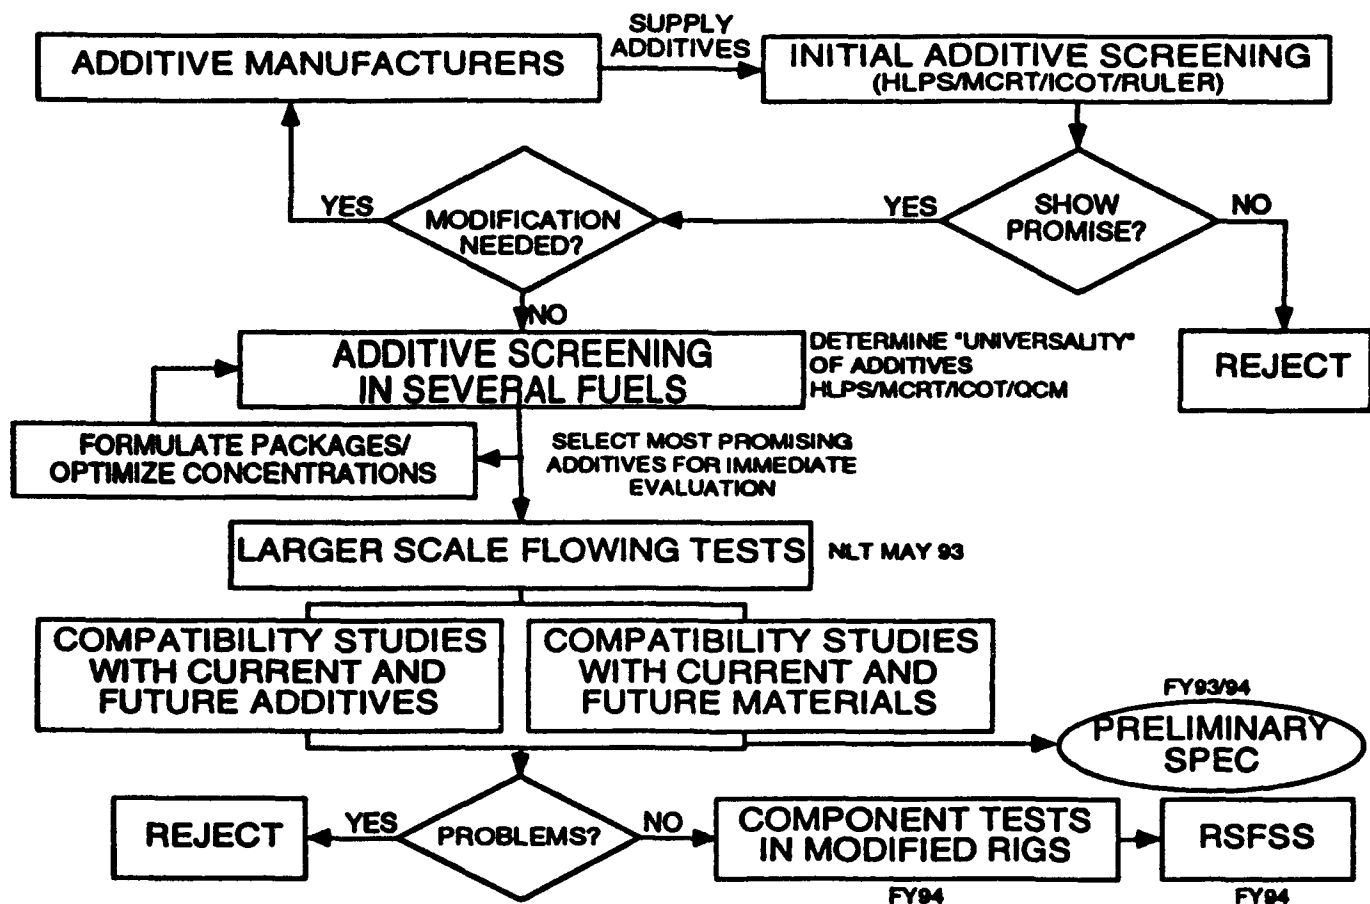 SUPPLY
ADDITIVES
ADDITIVE MANUFACTURERS
INITIAL ADDITIVE SCREENING
(HLPS/MCRT/ICOT/RULER)
YES
MODIFICATION
NEEDED?
YES
SHOW
PROMISE?
NO
NO
REJECT
ADDITIVE SCREENING
IN SEVERAL FUELS
DETERMINE "UNIVERSALITY"
OF ADDITIVES
HLPS/MCRT/ICOT/QCM
FORMULATE PACKAGES/
OPTIMIZE CONCENTRATIONS
SELECT MOST PROMISING
ADDITIVES FOR IMMEDIATE
EVALUATION
LARGER SCALE FLOWING TESTS
NLT MAY 93
COMPATIBILITY STUDIES
WITH CURRENT AND
FUTURE ADDITIVES
COMPATIBILITY STUDIES
WITH CURRENT AND
FUTURE MATERIALS
FY93/94
PRELIMINARY
SPEC
REJECT
YES
PROBLEMS?
NO
COMPONENT TESTS
IN MODIFIED RIGS
FY94
RSFSS
FY94